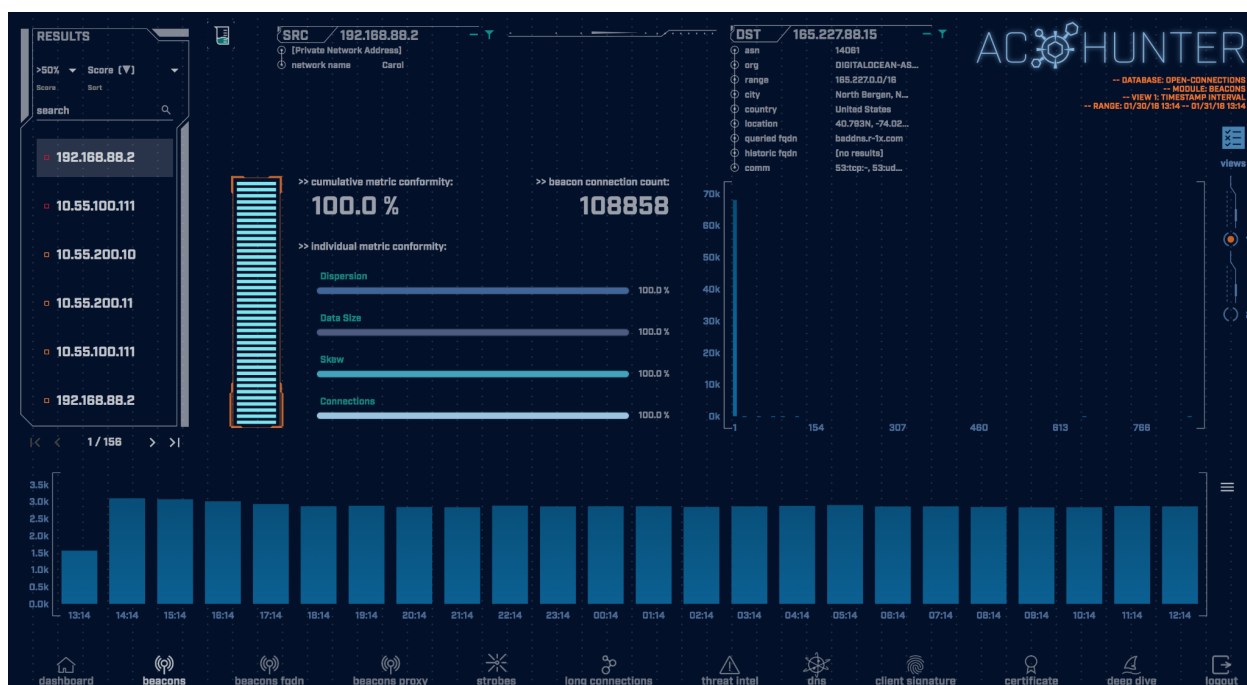 RESULTS
>50% Score (▼)
Score Sort
search
192.168.88.2
10.55.100.111
10.55.200.10
10.55.200.11
10.55.100.111
192.168.88.2
1 / 156
SRC 192.168.88.2
[Private Network Address]
network name Carol
DST 165.227.88.15
asn 14061
org DIGITALOCEAN-AS...
range 165.227.0.0/16
city North Bergen, N...
country United States
location 40.793N, -74.02...
queried fqdn baddns.r-1x.com
historic fqdn [no results]
comm 53:tcp:-, 53:ud...
AC HUNTER
-- DATABASE: OPEN-CONNECTIONS
-- MODULE: BEACONS
-- VIEW 1: TIMESTAMP INTERVAL
-- RANGE: 01/30/18 13:14 -- 01/31/18 13:14
views
>> cumulative metric conformity:
100.0 %
>> beacon connection count:
108858
>> individual metric conformity:
Dispersion
100.0 %
Data Size
100.0 %
Skew
100.0 %
Connections
100.0 %
70k
60k
50k
40k
30k
20k
10k
0k
1 154 307 460 613 766
3.5k
3.0k
2.5k
2.0k
1.5k
1.0k
0.5k
0.0k
13:14 14:14 15:14 16:14 17:14 18:14 19:14 20:14 21:14 22:14 23:14 00:14 01:14 02:14 03:14 04:14 05:14 06:14 07:14 08:14 09:14 10:14 11:14 12:14
dashboard beacons beacons fqdn beacons proxy strobes long connections threat intel dns client signature certificate deep dive logout